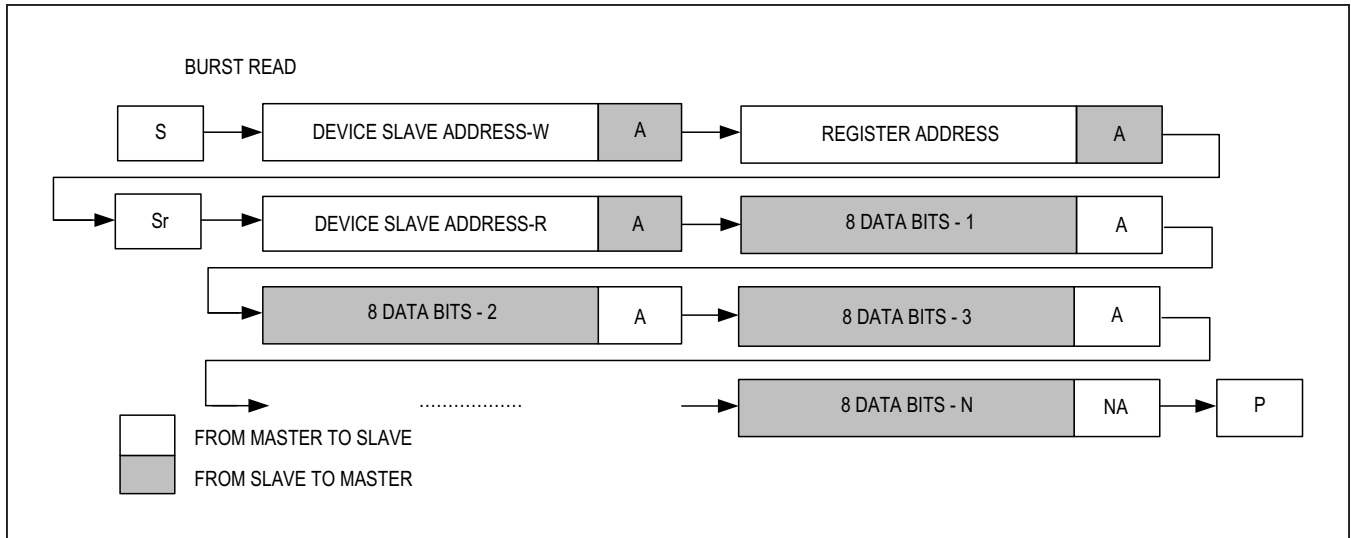 BURST READ
S DEVICE SLAVE ADDRESS-W A REGISTER ADDRESS A
Sr DEVICE SLAVE ADDRESS-R A 8 DATA BITS - 1 A
8 DATA BITS - 2 A 8 DATA BITS - 3 A
.................. 8 DATA BITS - N NA P
FROM MASTER TO SLAVE
FROM SLAVE TO MASTER